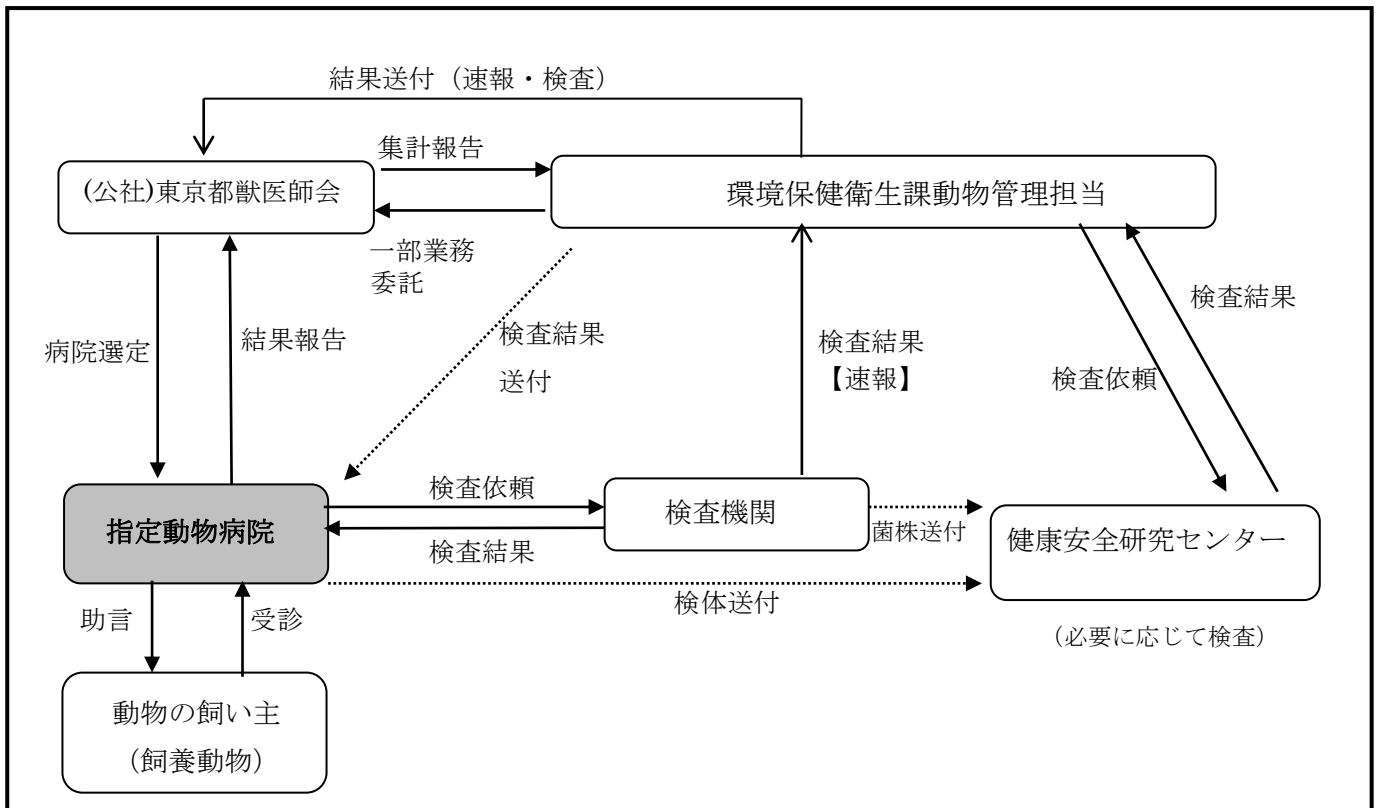 結果送付（速報・検査）
集計報告
(公社)東京都獣医師会
環境保健衛生課動物管理担当
一部業務
委託
検査結果
病院選定
結果報告
検査結果
送付
検査結果
【速報】
検査依頼
検査依頼
指定動物病院
検査機関
検査結果
菌株送付
健康安全研究センター
検体送付
助言
受診
（必要に応じて検査）
動物の飼い主
（飼養動物）